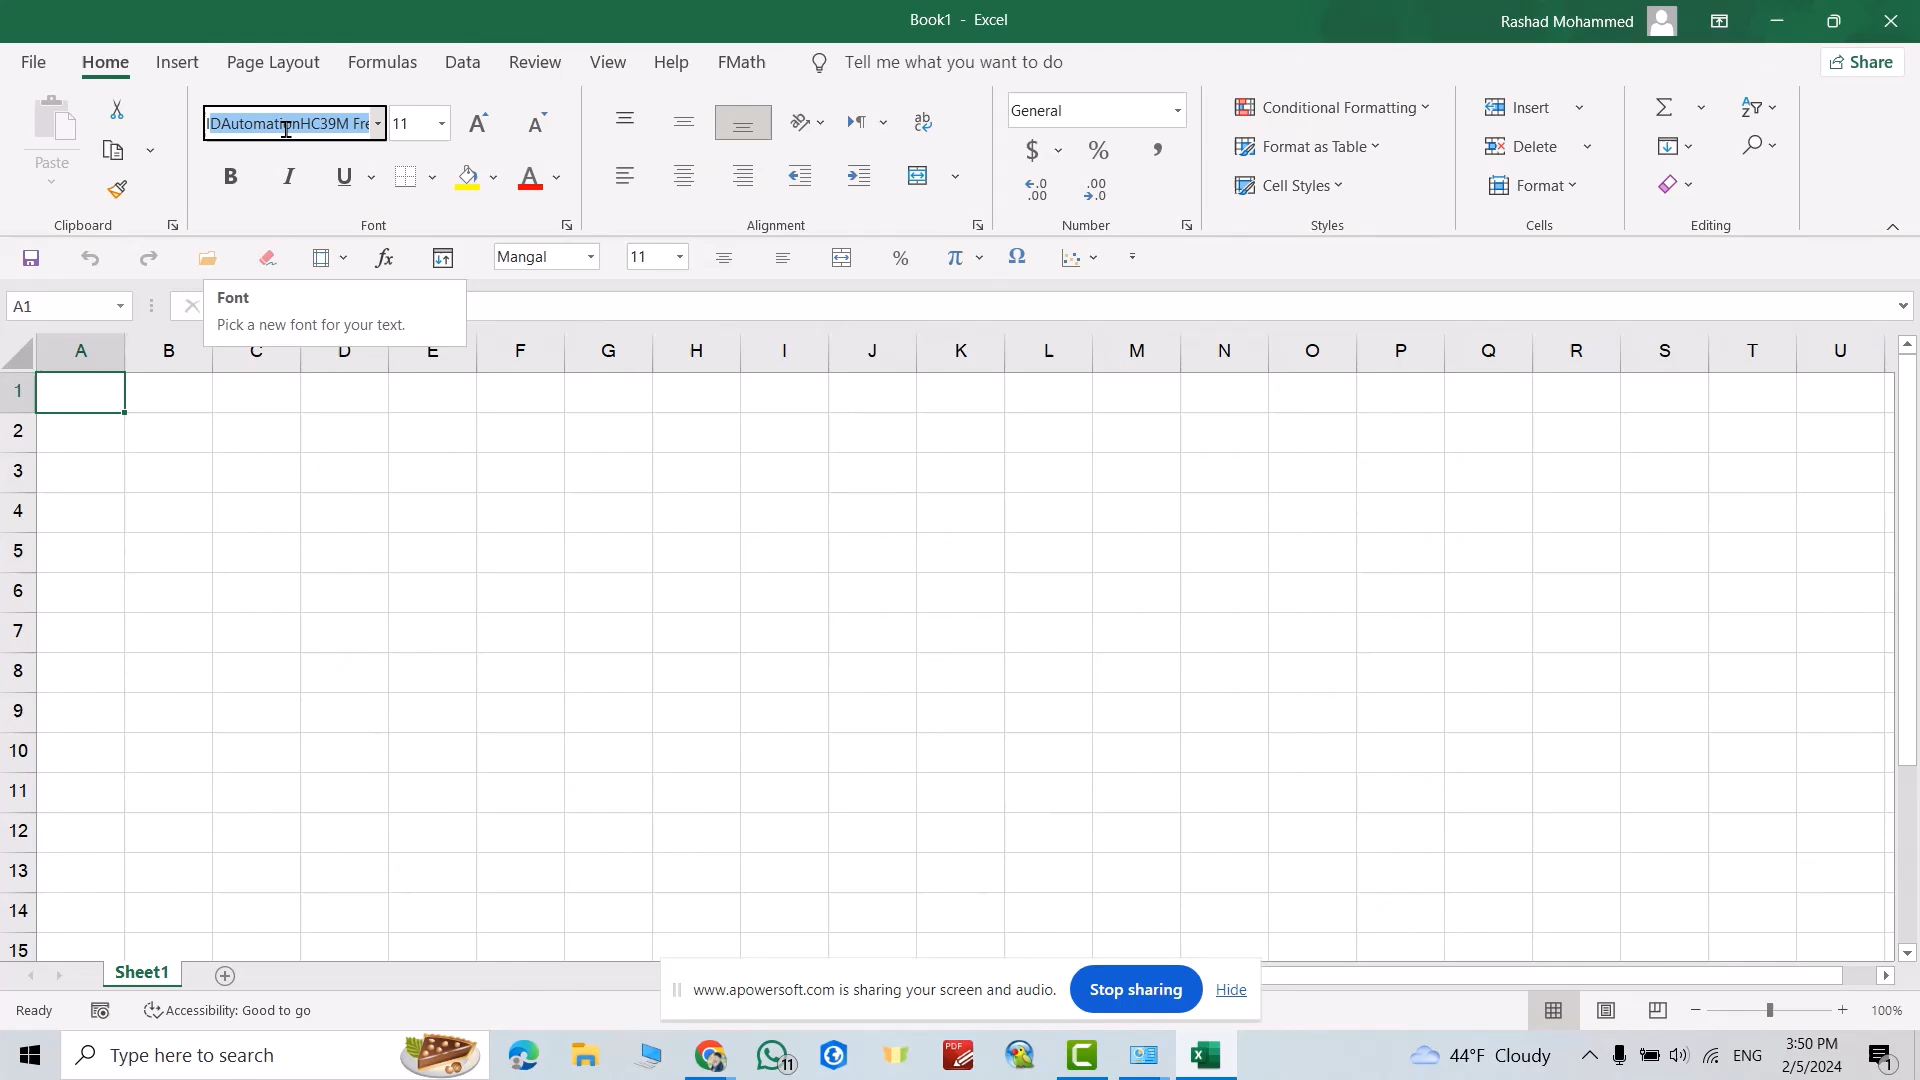 Book1 - Excel
Rashad Mohammed
File Home Insert Page Layout Formulas Data Review View Help FMath Tell me what you want to do Share
IDAutomationHC39M Fre 11
General
Conditional Formatting
Insert
Paste
Format as Table
Delete
Cell Styles
Format
Clipboard Font Alignment Number Styles Cells Editing
Mangal 11
A1
Font
Pick a new font for your text.
A B C D E F G H I J K L M N O P Q R S T U
1
2
3
4
5
6
7
8
9
10
11
12
13
14
15
Sheet1
www.apowersoft.com is sharing your screen and audio. Stop sharing Hide
Ready Accessibility: Good to go 100%
Type here to search
11
44°F Cloudy
ENG
3:50 PM
2/5/2024
1